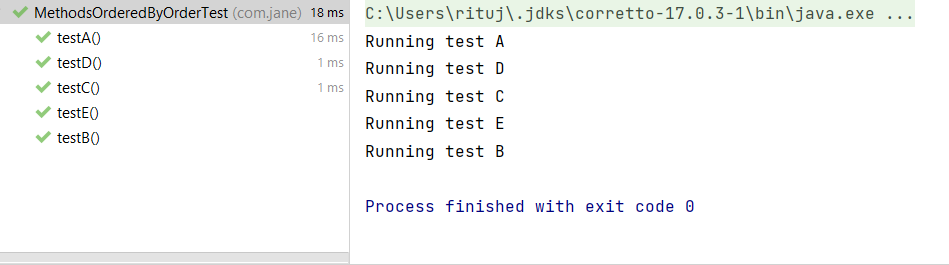 MethodsOrderedByOrderTest (com.jane) 18 ms
testA() 16 ms
testD() 1 ms
testC() 1 ms
testE()
testB()
C:\Users\rituj\.jdks\corretto-17.0.3-1\bin\java.exe ...
Running test A
Running test D
Running test C
Running test E
Running test B
Process finished with exit code 0